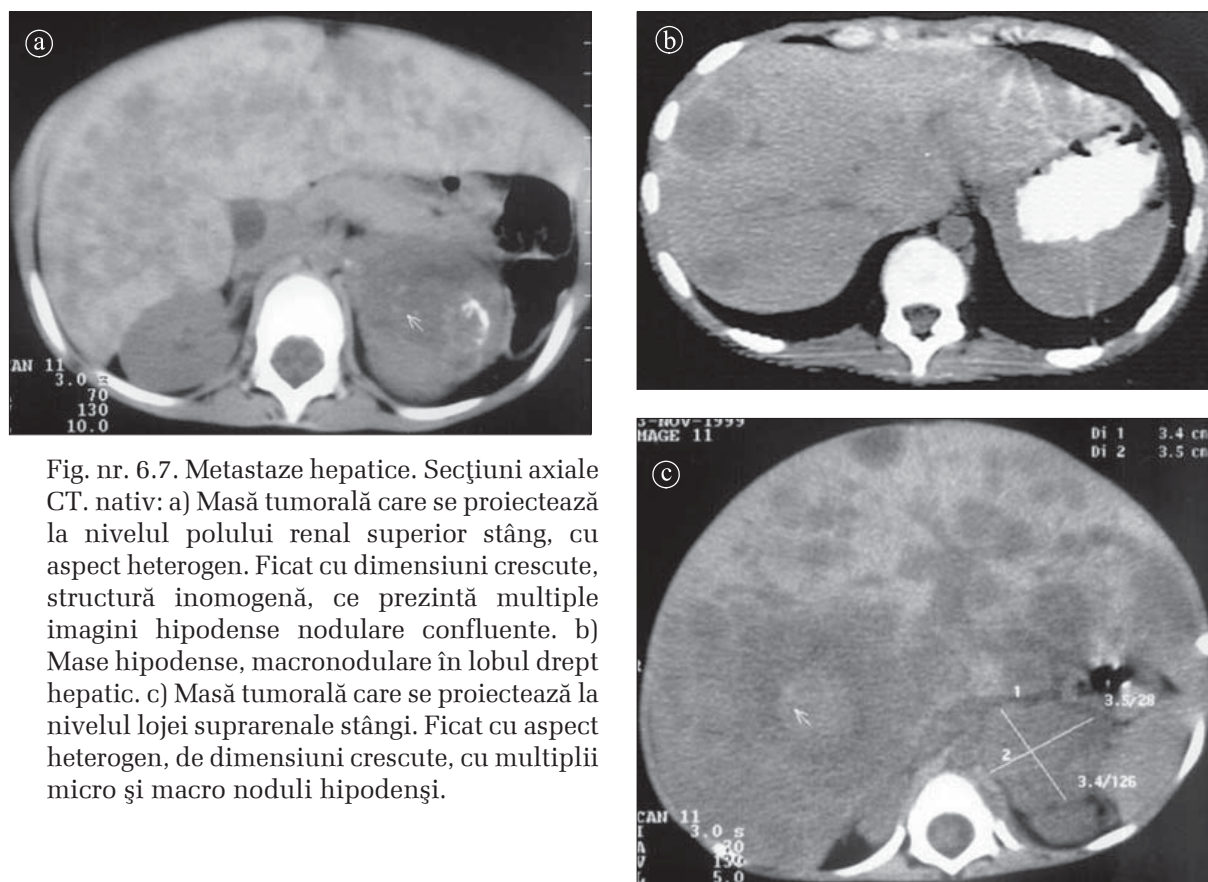 a
AN 11
3.0
70
130
10.0
b
Fig. nr. 6.7. Metastaze hepatice. Secţiuni axiale
CT. nativ: a) Masă tumorală care se proiectează
la nivelul polului renal superior stâng, cu
aspect heterogen. Ficat cu dimensiuni crescute,
structură inomogenă, ce prezintă multiple
imagini hipodense nodulare confluente. b)
Mase hipodense, macronodulare în lobul drept
hepatic. c) Masă tumorală care se proiectează la
nivelul lojei suprarenale stângi. Ficat cu aspect
heterogen, de dimensiuni crescute, cu multiplii
micro şi macro noduli hipodenşi.
3-NOV-1999
MAGE 11
Di 1 3.4 cm
Di 2 3.5 cm
c
1
3.5/28
2
3.4/126
CAN 11
3.0 s
5.0